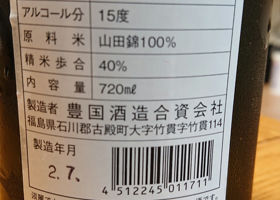 アルコール分 15度
原料米 山田錦100%
精米歩合 40%
内容量 720㎖
製造者 豊国酒造合資会社
福島県石川郡古殿町大字竹貫字竹貫114
製造年月
2.7.
4512245011711